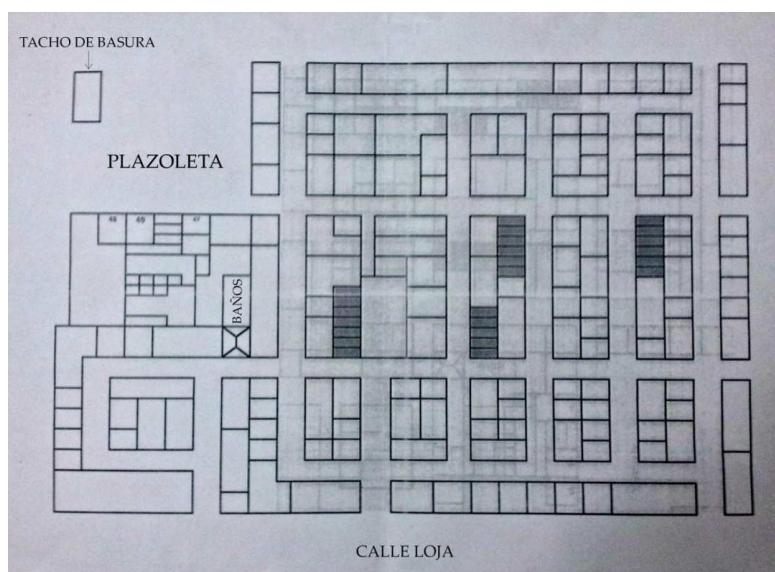 TACHO DE BASURA
PLAZOLETA
48 49 47
BAÑOS
CALLE LOJA